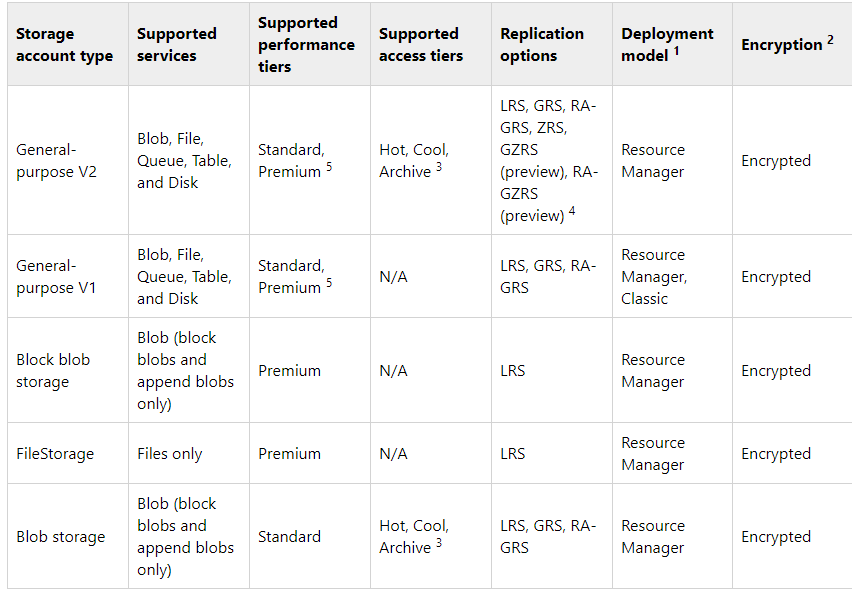 Storage account type
Supported services
Supported performance tiers
Supported access tiers
Replication options
Deployment model 1
Encryption 2
General-purpose V2
Blob, File, Queue, Table, and Disk
Standard, Premium 5
Hot, Cool, Archive 3
LRS, GRS, RA-GRS, ZRS, GZRS (preview), RA-GZRS (preview) 4
Resource Manager
Encrypted
General-purpose V1
Blob, File, Queue, Table, and Disk
Standard, Premium 5
N/A
LRS, GRS, RA-GRS
Resource Manager, Classic
Encrypted
Block blob storage
Blob (block blobs and append blobs only)
Premium
N/A
LRS
Resource Manager
Encrypted
FileStorage
Files only
Premium
N/A
LRS
Resource Manager
Encrypted
Blob storage
Blob (block blobs and append blobs only)
Standard
Hot, Cool, Archive 3
LRS, GRS, RA-GRS
Resource Manager
Encrypted